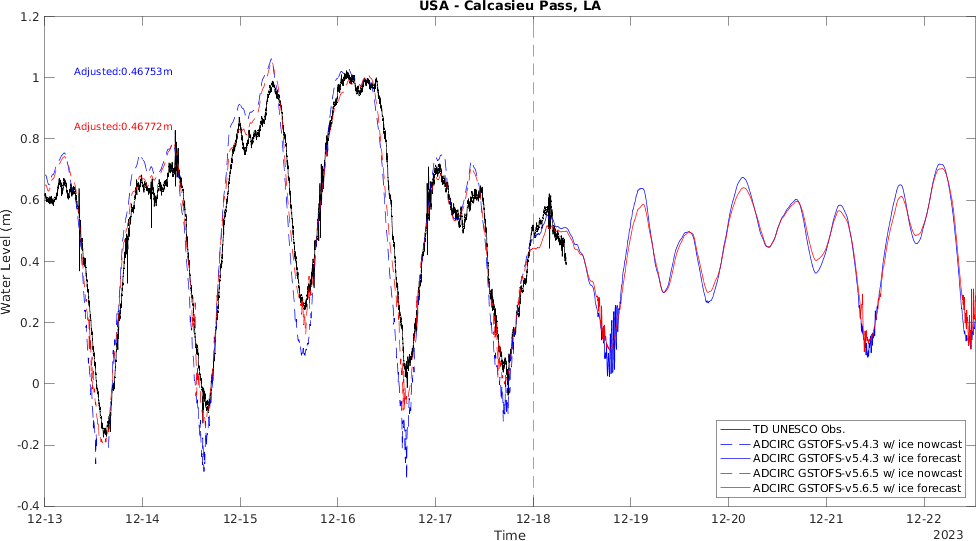 USA - Calcasieu Pass, LA
1.2
1
0.8
0.6
0.4
0.2
0
-0.2
-0.4
Water Level (m)
Adjusted:0.46753m
Adjusted:0.46772m
TD UNESCO Obs.
ADCIRC GSTOFS-v5.4.3 w/ ice nowcast
ADCIRC GSTOFS-v5.4.3 w/ ice forecast
ADCIRC GSTOFS-v5.6.5 w/ ice nowcast
ADCIRC GSTOFS-v5.6.5 w/ ice forecast
12-13 12-14 12-15 12-16 12-17 12-18 12-19 12-20 12-21 12-22
Time
2023